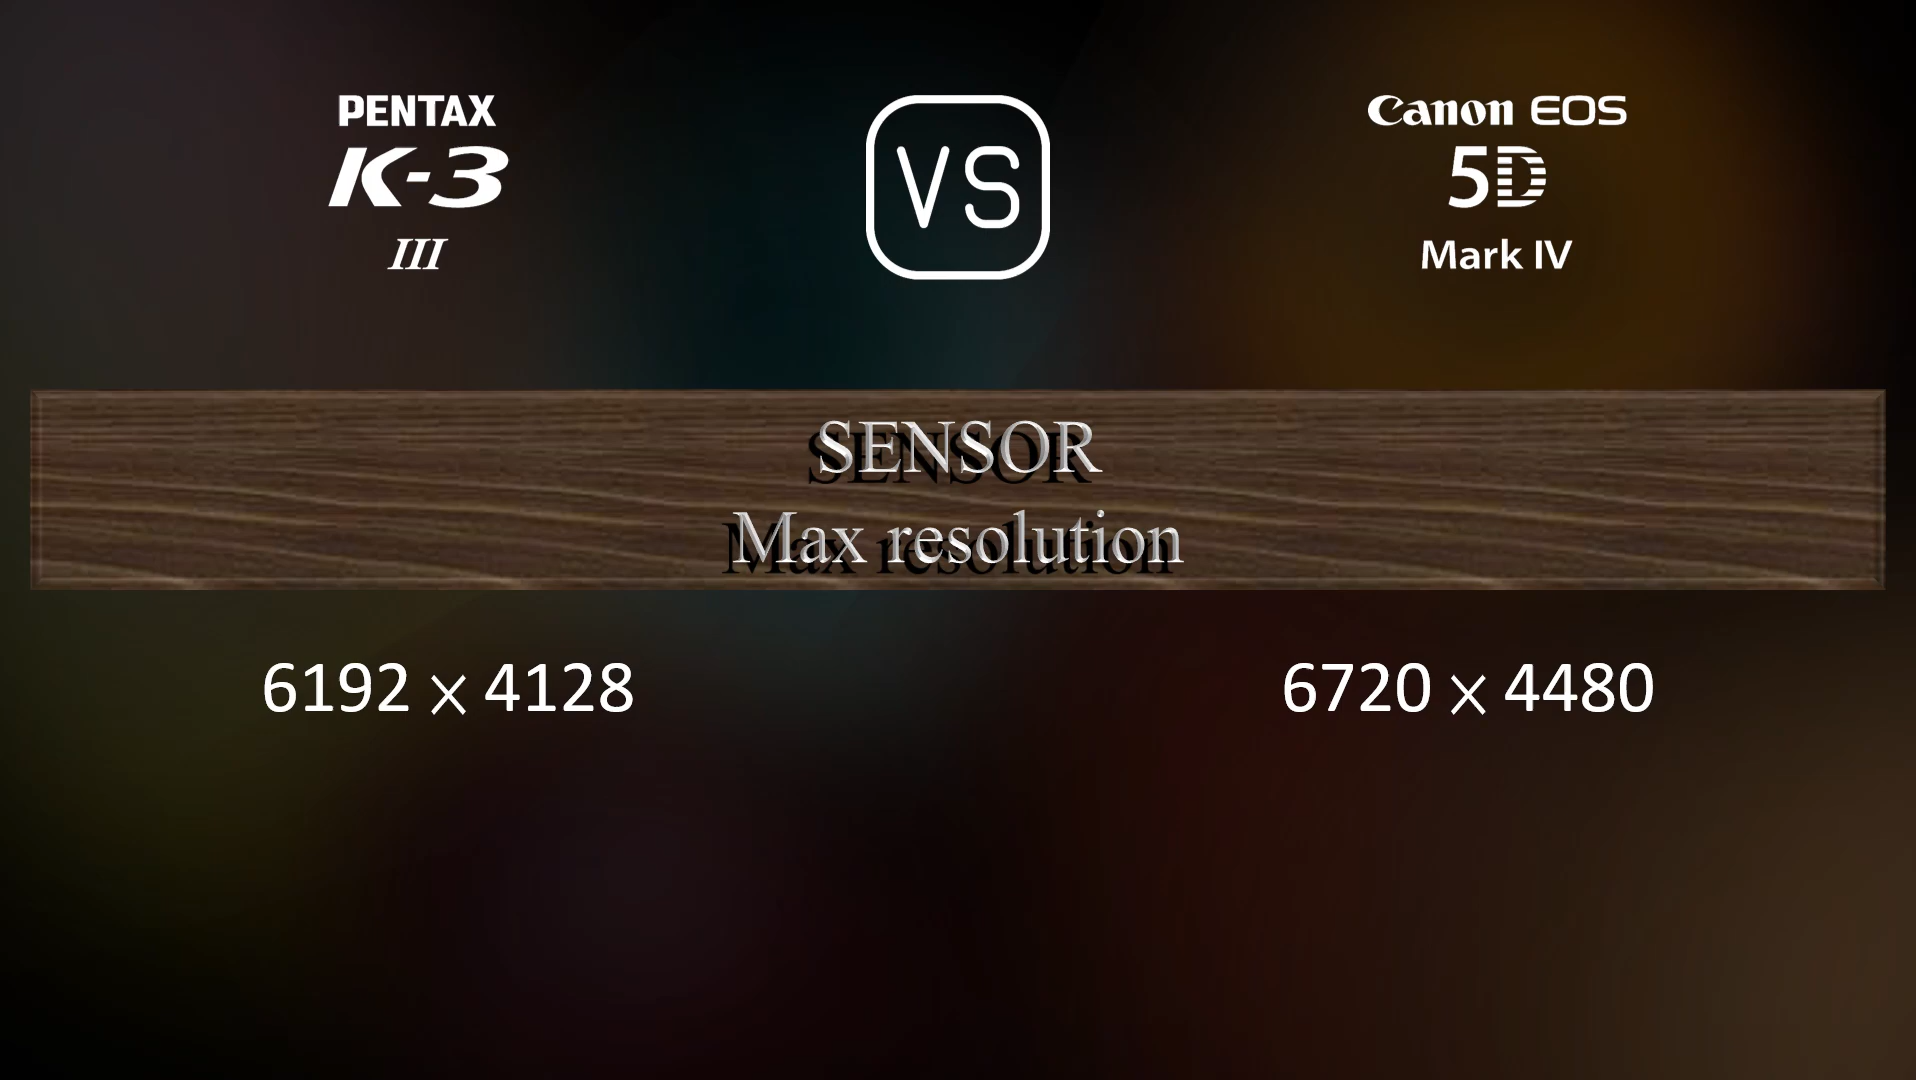 PENTAX
K-3
III
VS
Canon EOS
5D
Mark IV
SENSOR
Max resolution
6192 x 4128
6720 x 4480